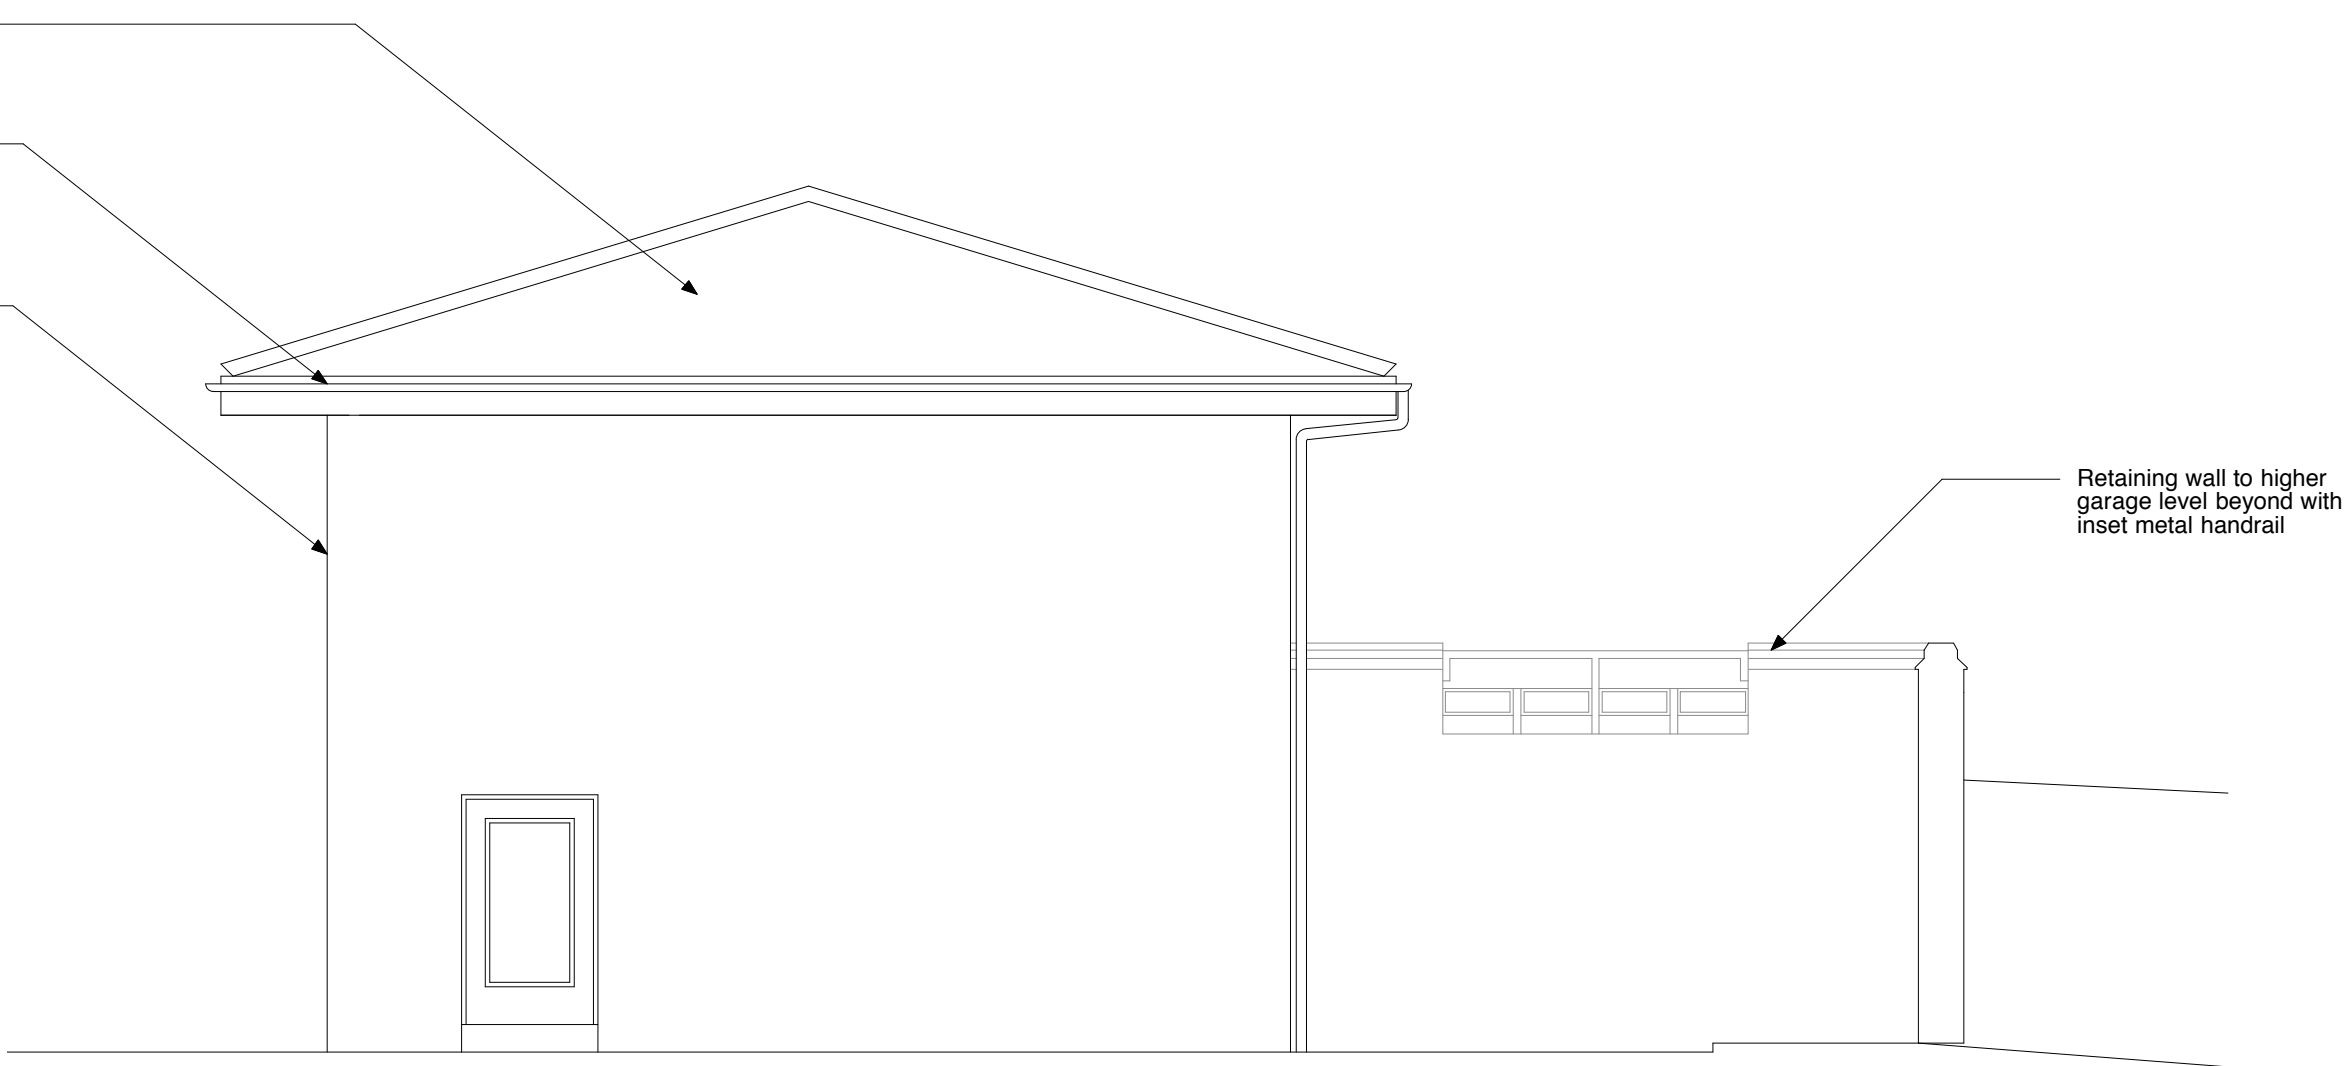 Retaining wall to higher
garage level beyond with
inset metal handrail